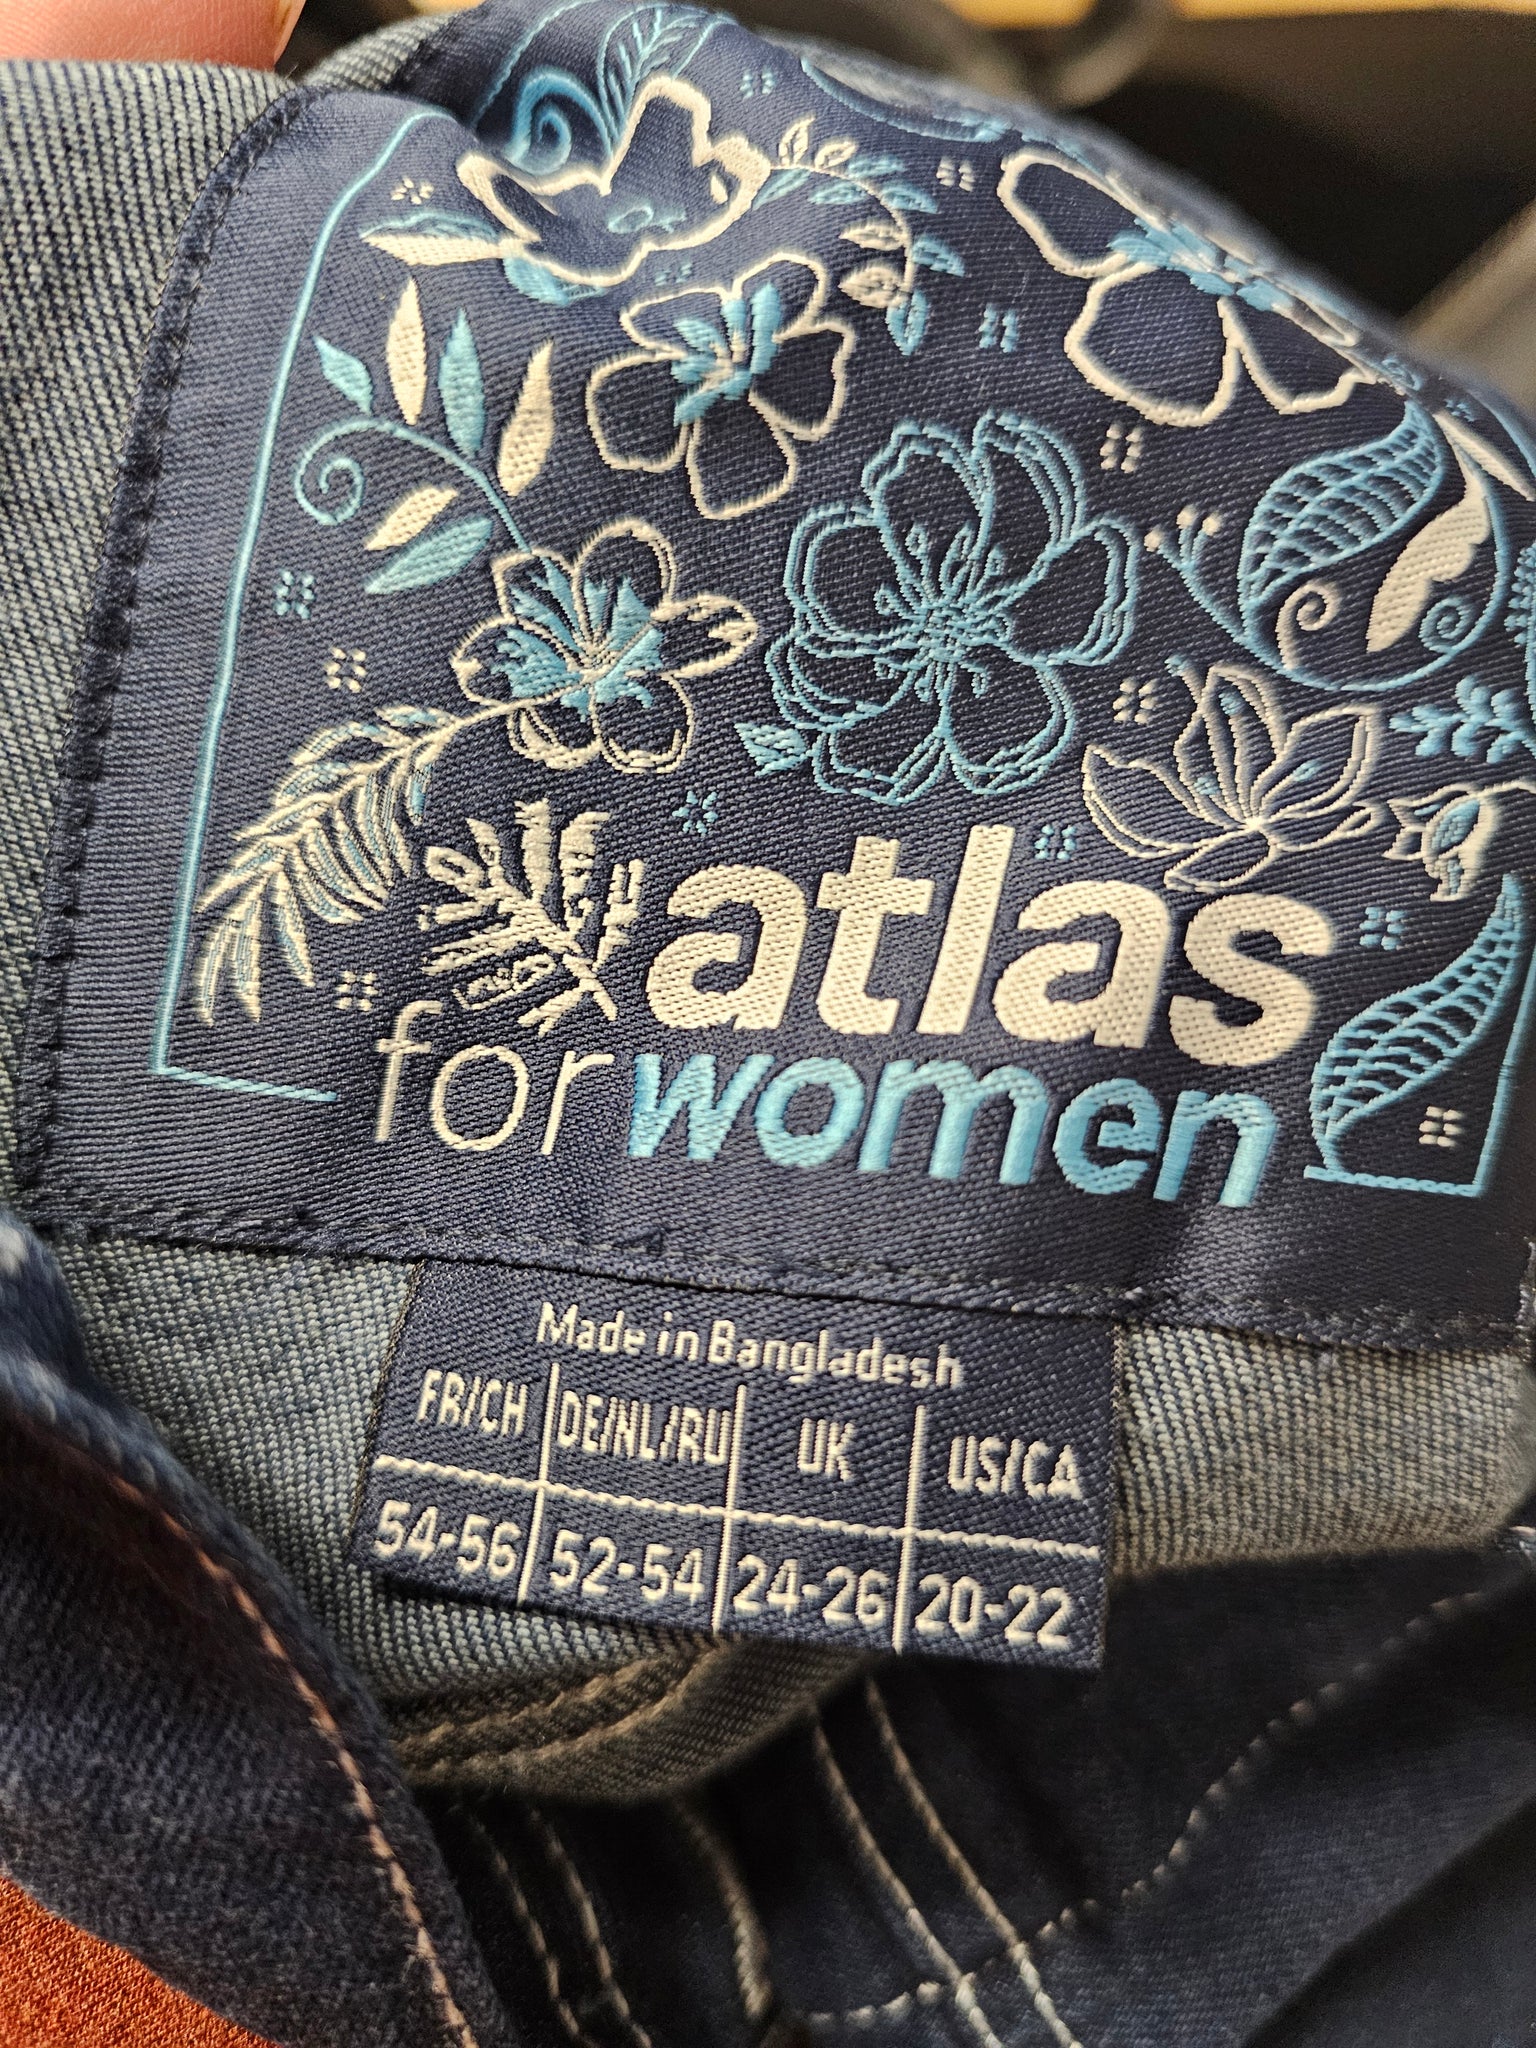 atlas
for women
Made in Bangladesh
FR/CH DE/NL/RU UK US/CA
54-56 52-54 24-26 20-22